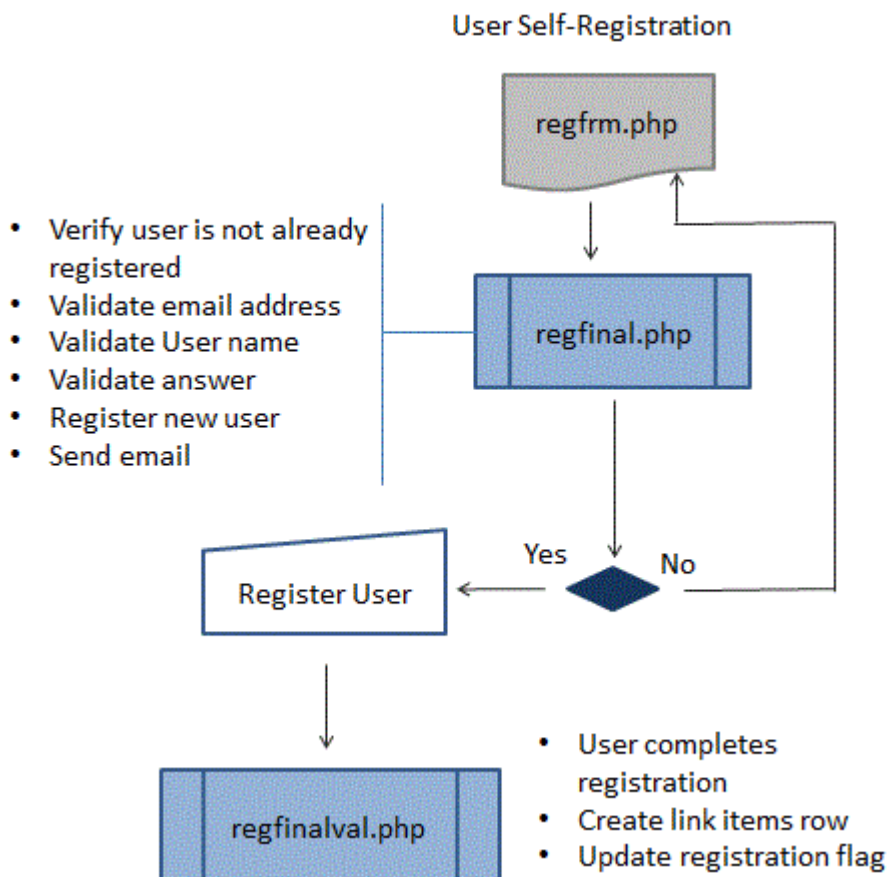 User Self-Registration
regfrm.php
• Verify user is not already
registered
• Validate email address
• Validate User name
• Validate answer
• Register new user
• Send email
regfinal.php
Yes
No
Register User
regfinalval.php
• User completes
registration
• Create link items row
• Update registration flag